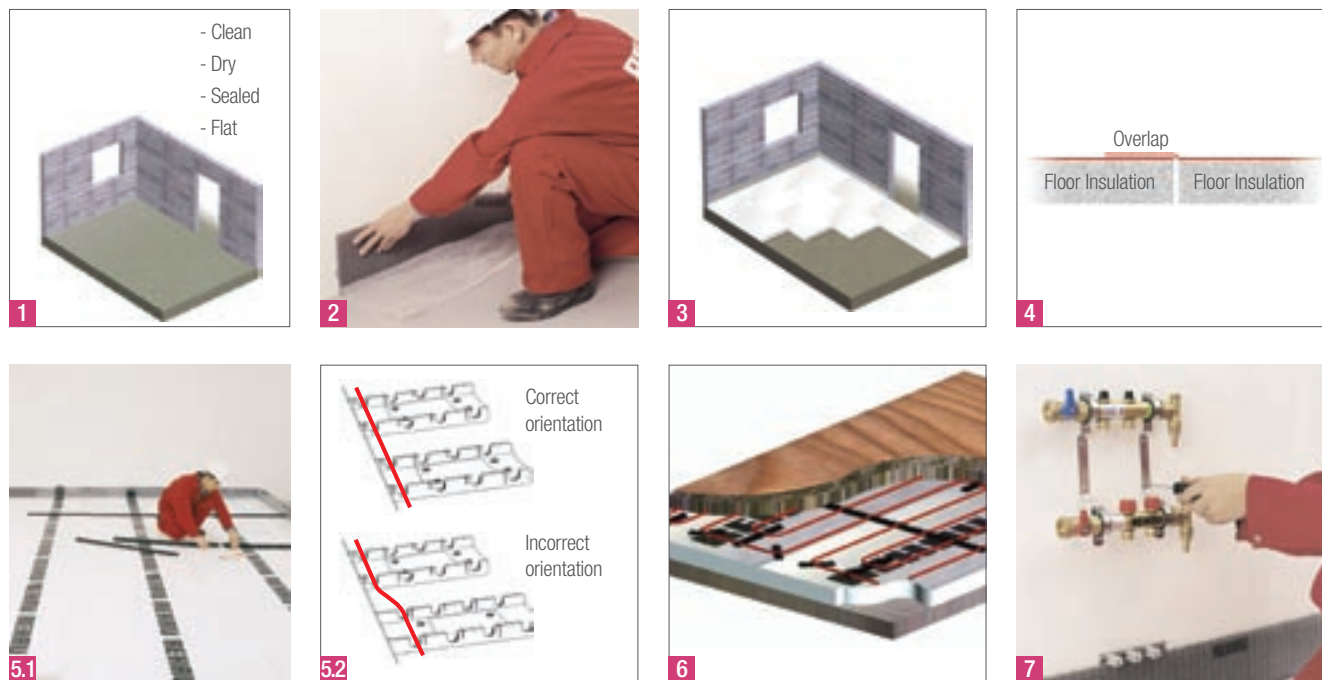 - Clean
- Dry
- Sealed
- Flat
1
2
3
Overlap
Floor Insulation Floor Insulation
4
5.1
Correct
orientation
Incorrect
orientation
5.2
6
7